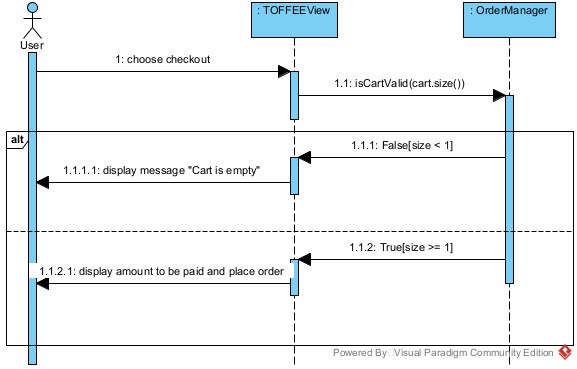 : TOFFEEView
: OrderManager
User
1: choose checkout
1.1: isCartValid(cart.size())
alt
1.1.1: False[size < 1]
1.1.1.1: display message "Cart is empty"
1.1.2: True[size >= 1]
1.1.2.1: display amount to be paid and place order
Powered By Visual Paradigm Community Edition